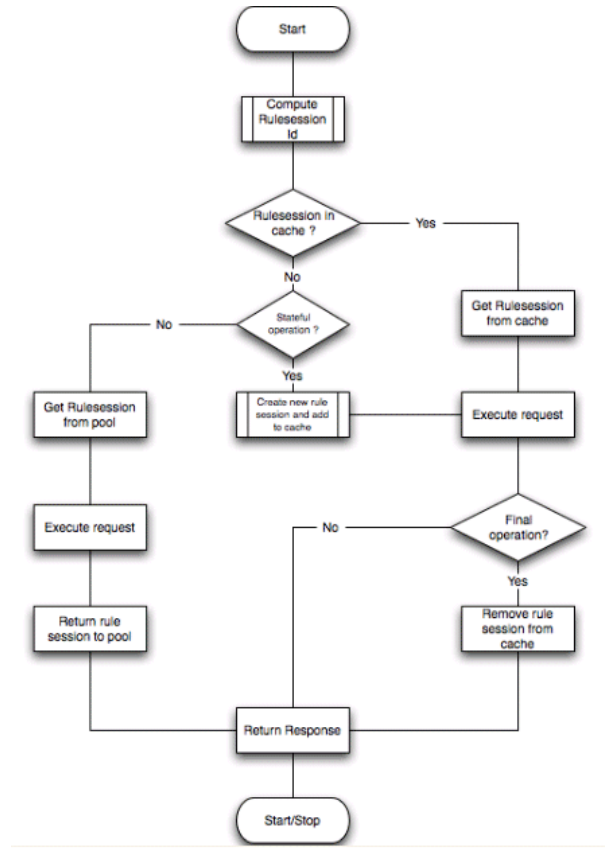 Start
Compute
Rulesession
Id
Rulesession in
cache ?
Yes
No
Stateful
operation ?
No
Get Rulesession
from cache
Yes
Get Rulesession
from pool
Create new rule
session and add
to cache
Execute request
Execute request
No
Final
operation?
Yes
Return rule
session to pool
Remove rule
session from
cache
Return Response
Start/Stop